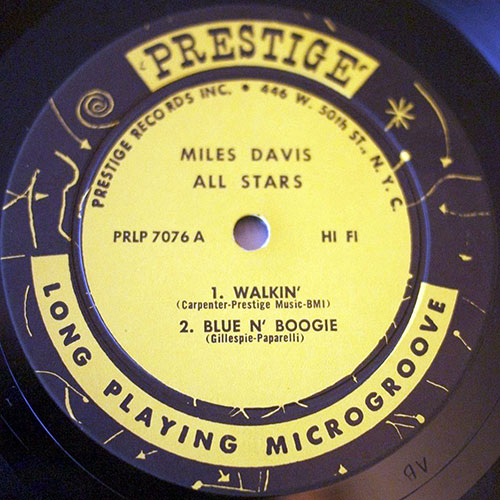 PRESTIGE
PRESTIGE RECORDS INC. • 446 W. 50th ST., N.Y.C.
MILES DAVIS
ALL STARS
PRLP 7076 A HI FI
1. WALKIN'
(Carpenter-Prestige Music-BMI)
2. BLUE N' BOOGIE
(Gillespie-Paparelli)
LONG PLAYING MICROGROOVE
AB